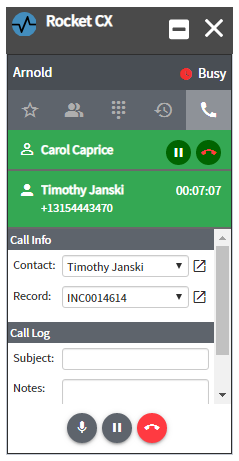 Rocket CX
Arnold
Busy
Carol Caprice
Timothy Janski
00:07:07
+13154443470
Call Info
Contact: Timothy Janski
Record: INC0014614
Call Log
Subject:
Notes: